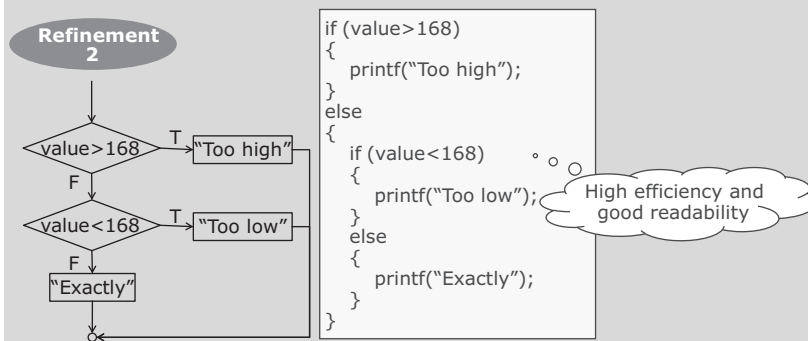 Refinement
2
value>168
T
"Too high"
F
value<168
T
"Too low"
F
"Exactly"
if (value>168)
{
printf(“Too high”);
}
else
{
if (value<168)
{
printf(“Too low”);
}
else
{
printf(“Exactly”);
}
}
High efficiency and
good readability